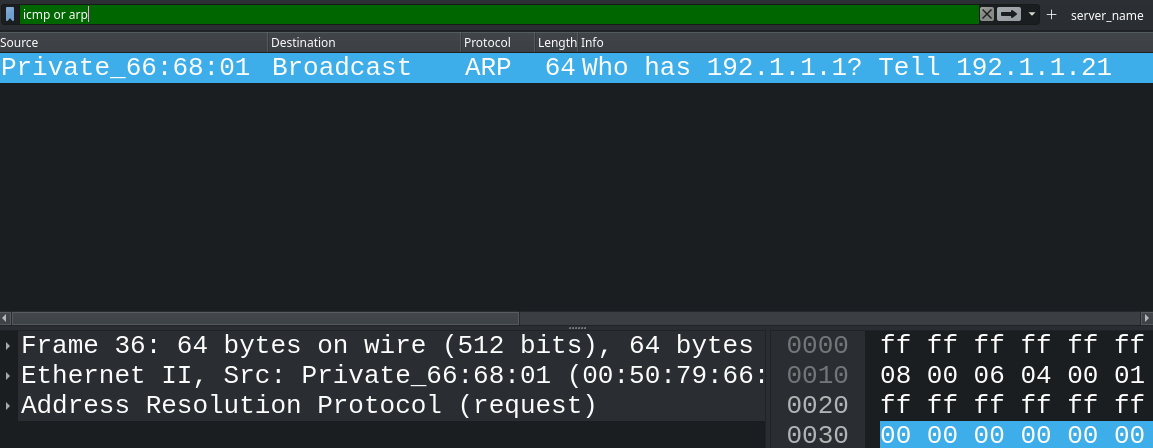 icmp or arp server_name
Source Destination Protocol Length Info
Private_66:68:01 Broadcast ARP 64 Who has 192.1.1.1? Tell 192.1.1.21
Frame 36: 64 bytes on wire (512 bits), 64 bytes
Ethernet II, Src: Private_66:68:01 (00:50:79:66:
Address Resolution Protocol (request)
0000 ff ff ff ff ff ff
0010 08 00 06 04 00 01
0020 ff ff ff ff ff ff
0030 00 00 00 00 00 00